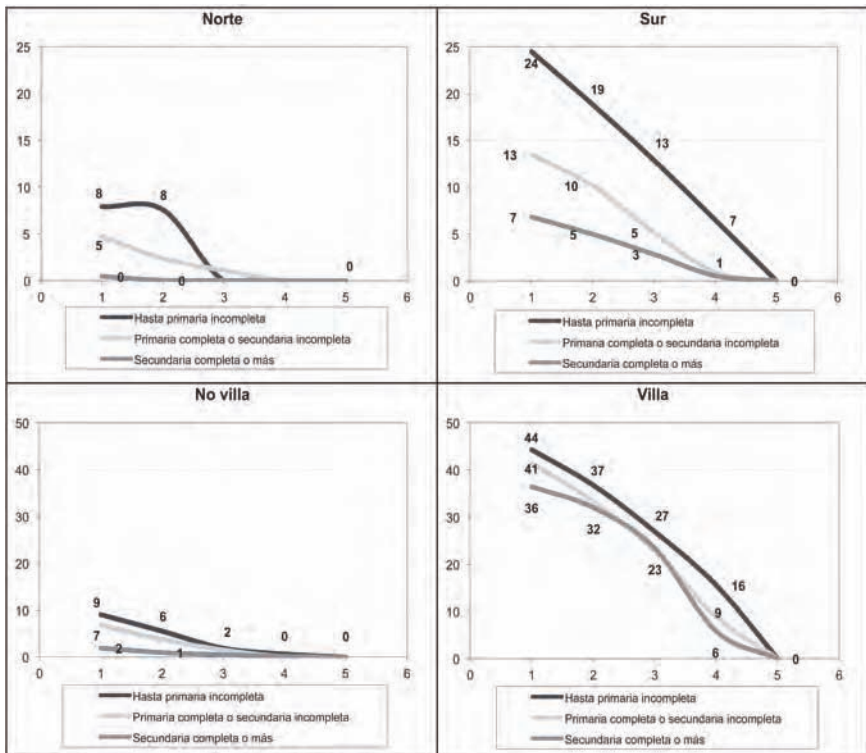 Norte
25
20
15
10
5
0
8 8
5
0 0 0
0 1 2 3 4 5 6
Hasta primaria incompleta
Primaria completa o secundaria incompleta
Secundaria completa o más
Sur
25
20
15
10
5
0
24
19
13
7
13
10
5
1
7
5
3
0
0 1 2 3 4 5 6
Hasta primaria incompleta
Primaria completa o secundaria incompleta
Secundaria completa o más
No villa
50
40
30
20
10
0
9 6 2 0 0
7 2 1
0 1 2 3 4 5 6
Hasta primaria incompleta
Primaria completa o secundaria incompleta
Secundaria completa o más
Villa
50
40
30
20
10
0
44
37
27
16
41
36
32
23
9
6
0
0 1 2 3 4 5 6
Hasta primaria incompleta
Primaria completa o secundaria incompleta
Secundaria completa o más